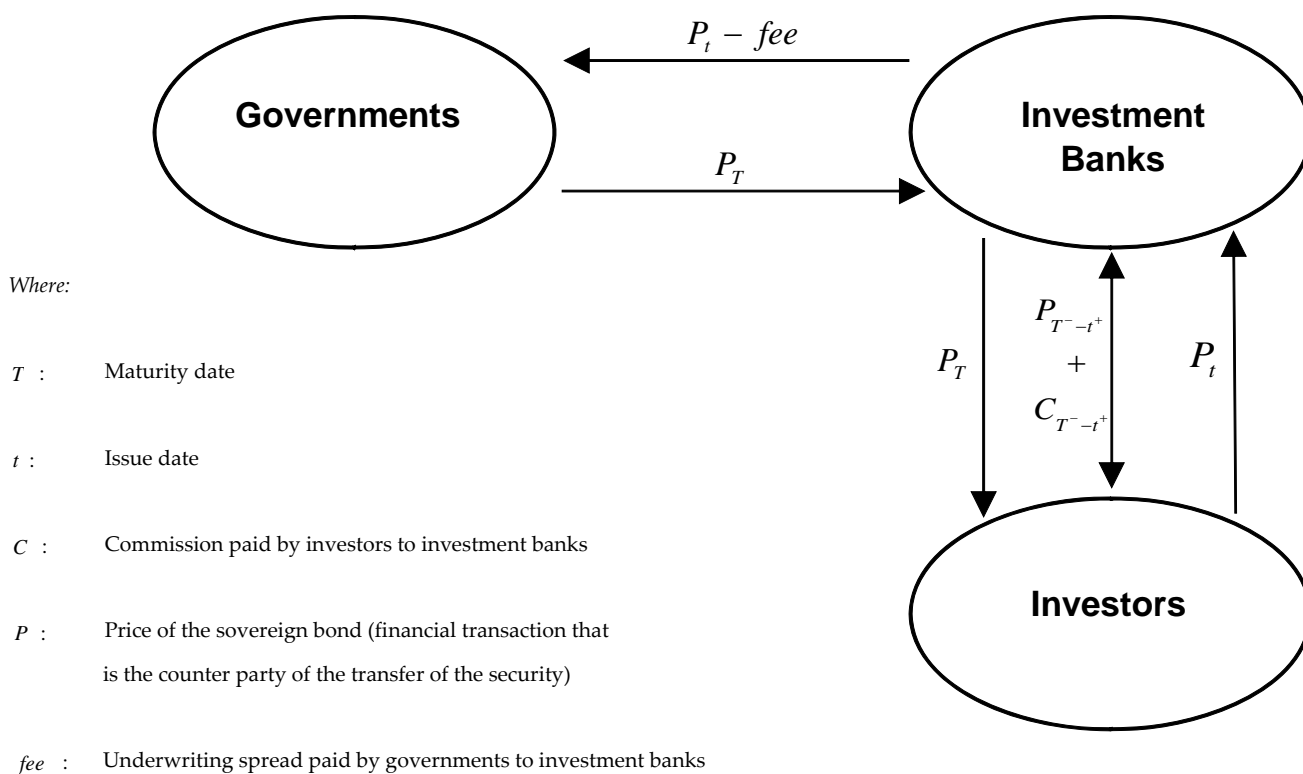 P_t − fee
Governments
Investment
Banks
P_T
Where:
P_{T^- −t^+}
+
C_{T^- −t^+}
P_T
P_t
T : Maturity date
t : Issue date
C : Commission paid by investors to investment banks
Investors
P : Price of the sovereign bond (financial transaction that
is the counter party of the transfer of the security)
fee : Underwriting spread paid by governments to investment banks